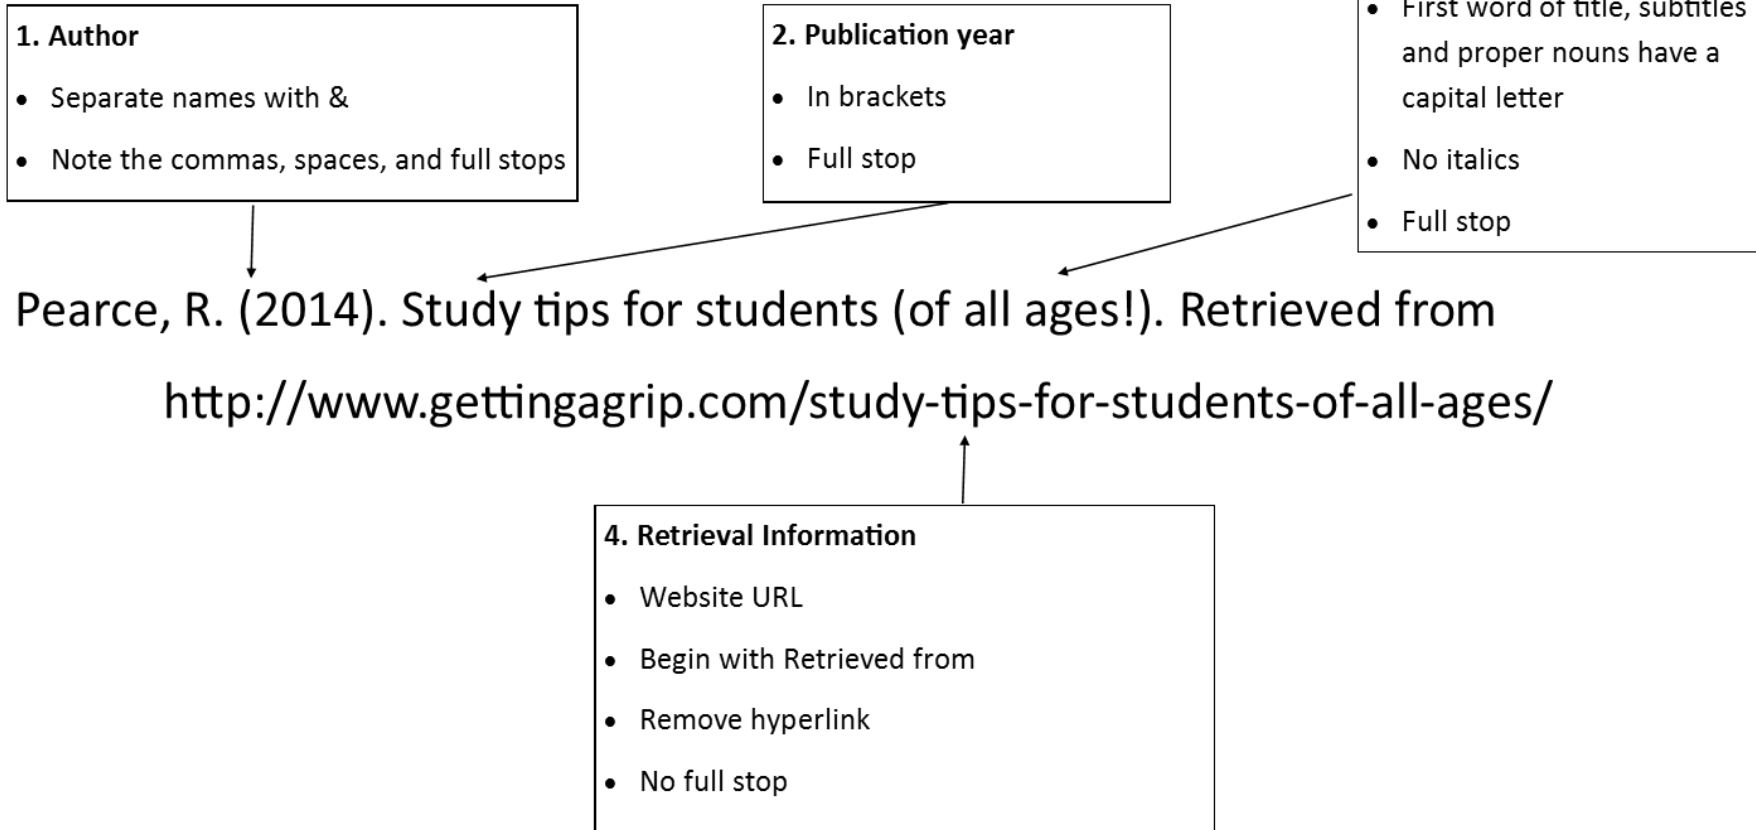 1. Author
• Separate names with &
• Note the commas, spaces, and full stops
2. Publication year
• In brackets
• Full stop
• First word of title, subtitles
and proper nouns have a
capital letter
• No italics
• Full stop
Pearce, R. (2014). Study tips for students (of all ages!). Retrieved from
http://www.gettingagrip.com/study-tips-for-students-of-all-ages/
4. Retrieval Information
• Website URL
• Begin with Retrieved from
• Remove hyperlink
• No full stop